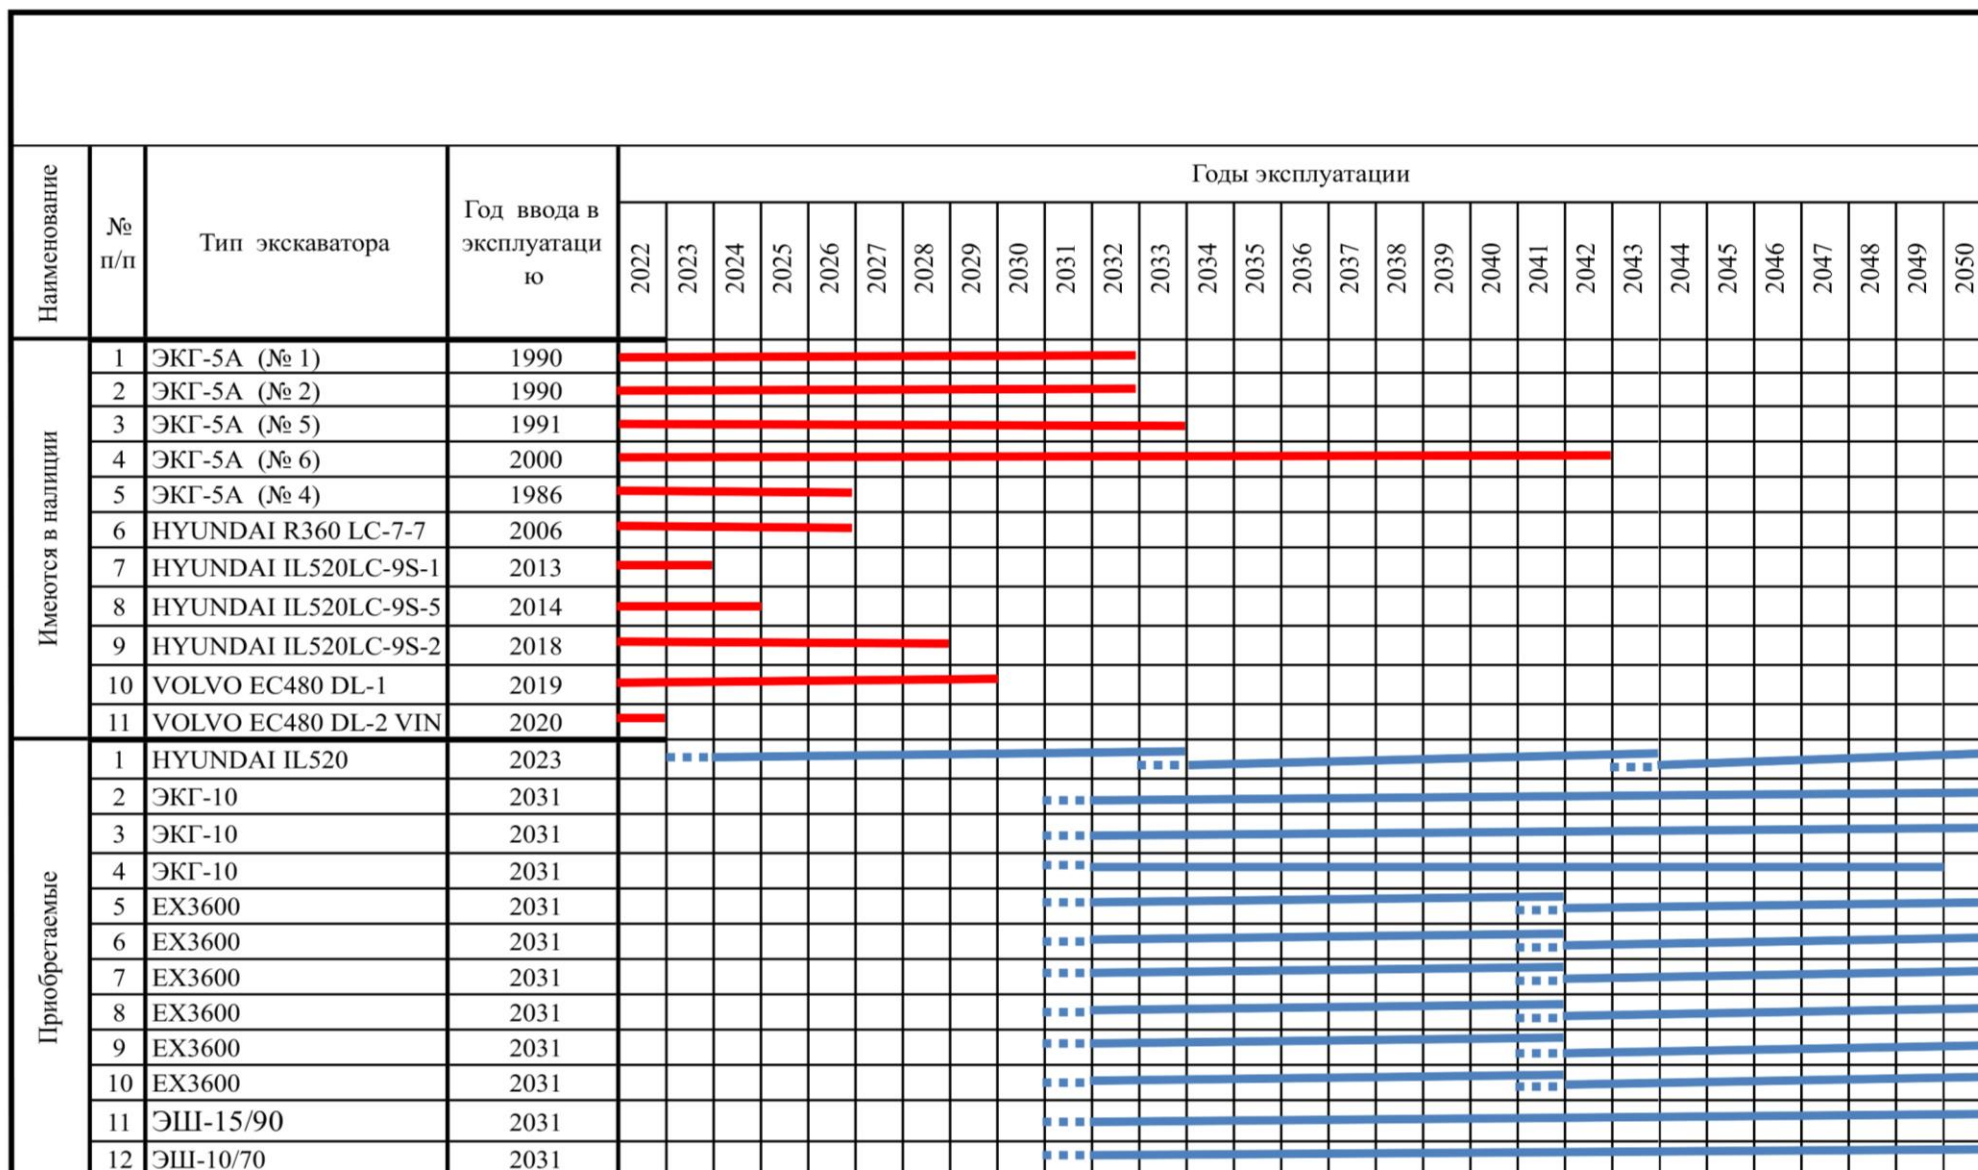 Наименование
№
п/п
Тип экскаватора
Год ввода в
эксплуатаци
ю
Годы эксплуатации
2022 2023 2024 2025 2026 2027 2028 2029 2030 2031 2032 2033 2034 2035 2036 2037 2038 2039 2040 2041 2042 2043 2044 2045 2046 2047 2048 2049 2050
Имеются в налиции
1 ЭКГ-5А (№ 1) 1990
2 ЭКГ-5А (№ 2) 1990
3 ЭКГ-5А (№ 5) 1991
4 ЭКГ-5А (№ 6) 2000
5 ЭКГ-5А (№ 4) 1986
6 HYUNDAI R360 LC-7-7 2006
7 HYUNDAI IL520LC-9S-1 2013
8 HYUNDAI IL520LC-9S-5 2014
9 HYUNDAI IL520LC-9S-2 2018
10 VOLVO EC480 DL-1 2019
11 VOLVO EC480 DL-2 VIN 2020
Приобретаемые
1 HYUNDAI IL520 2023
2 ЭКГ-10 2031
3 ЭКГ-10 2031
4 ЭКГ-10 2031
5 EX3600 2031
6 EX3600 2031
7 EX3600 2031
8 EX3600 2031
9 EX3600 2031
10 EX3600 2031
11 ЭШ-15/90 2031
12 ЭШ-10/70 2031